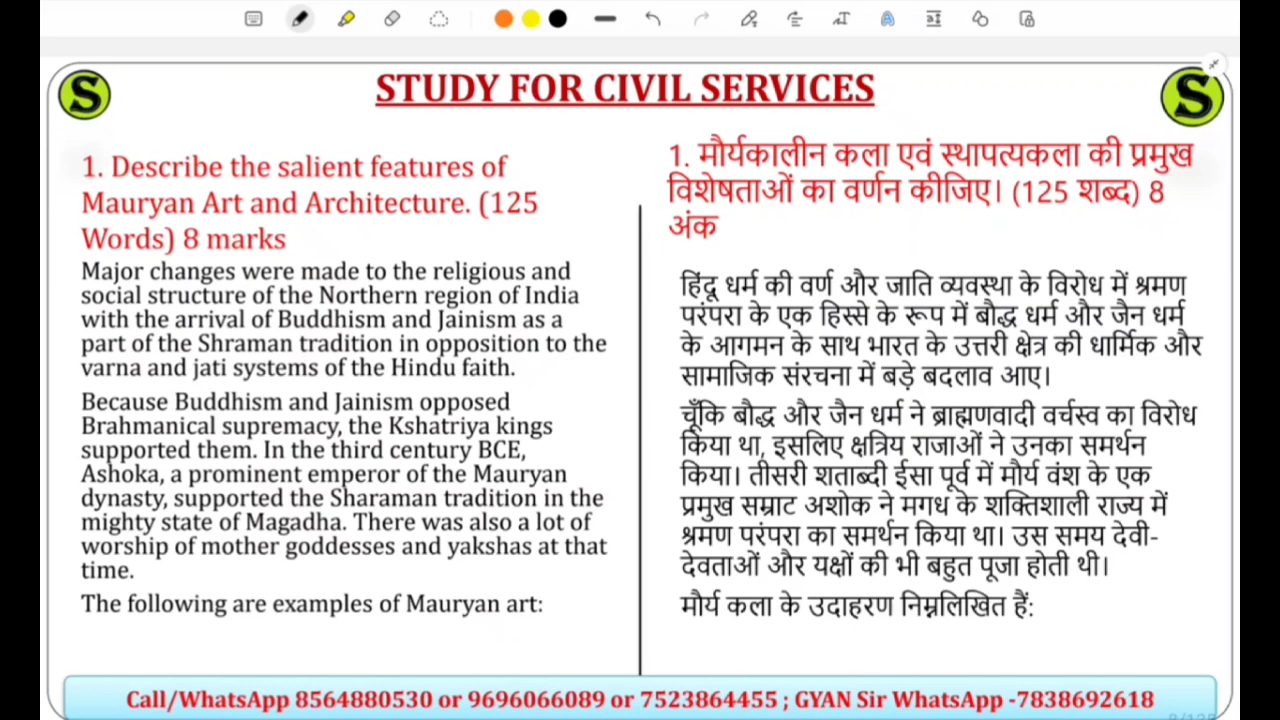 STUDY FOR CIVIL SERVICES
S
S
1. Describe the salient features of
Mauryan Art and Architecture. (125
Words) 8 marks
Major changes were made to the religious and
social structure of the Northern region of India
with the arrival of Buddhism and Jainism as a
part of the Shraman tradition in opposition to the
varna and jati systems of the Hindu faith.
Because Buddhism and Jainism opposed
Brahmanical supremacy, the Kshatriya kings
supported them. In the third century BCE,
Ashoka, a prominent emperor of the Mauryan
dynasty, supported the Sharaman tradition in the
mighty state of Magadha. There was also a lot of
worship of mother goddesses and yakshas at that
time.
The following are examples of Mauryan art:
1. मौर्यकालीन कला एवं स्थापत्यकला की प्रमुख
विशेषताओं का वर्णन कीजिए। (125 शब्द) 8
अंक
हिंदू धर्म की वर्ण और जाति व्यवस्था के विरोध में श्रमण
परंपरा के एक हिस्से के रूप में बौद्ध धर्म और जैन धर्म
के आगमन के साथ भारत के उत्तरी क्षेत्र की धार्मिक और
सामाजिक संरचना में बड़े बदलाव आए।
चूँकि बौद्ध और जैन धर्म ने ब्राह्मणवादी वर्चस्व का विरोध
किया था, इसलिए क्षत्रिय राजाओं ने उनका समर्थन
किया। तीसरी शताब्दी ईसा पूर्व में मौर्य वंश के एक
प्रमुख सम्राट अशोक ने मगध के शक्तिशाली राज्य में
श्रमण परंपरा का समर्थन किया था। उस समय देवी-
देवताओं और यक्षों की भी बहुत पूजा होती थी।
मौर्य कला के उदाहरण निम्नलिखित हैं:
Call/WhatsApp 8564880530 or 9696066089 or 7523864455 ; GYAN Sir WhatsApp -7838692618